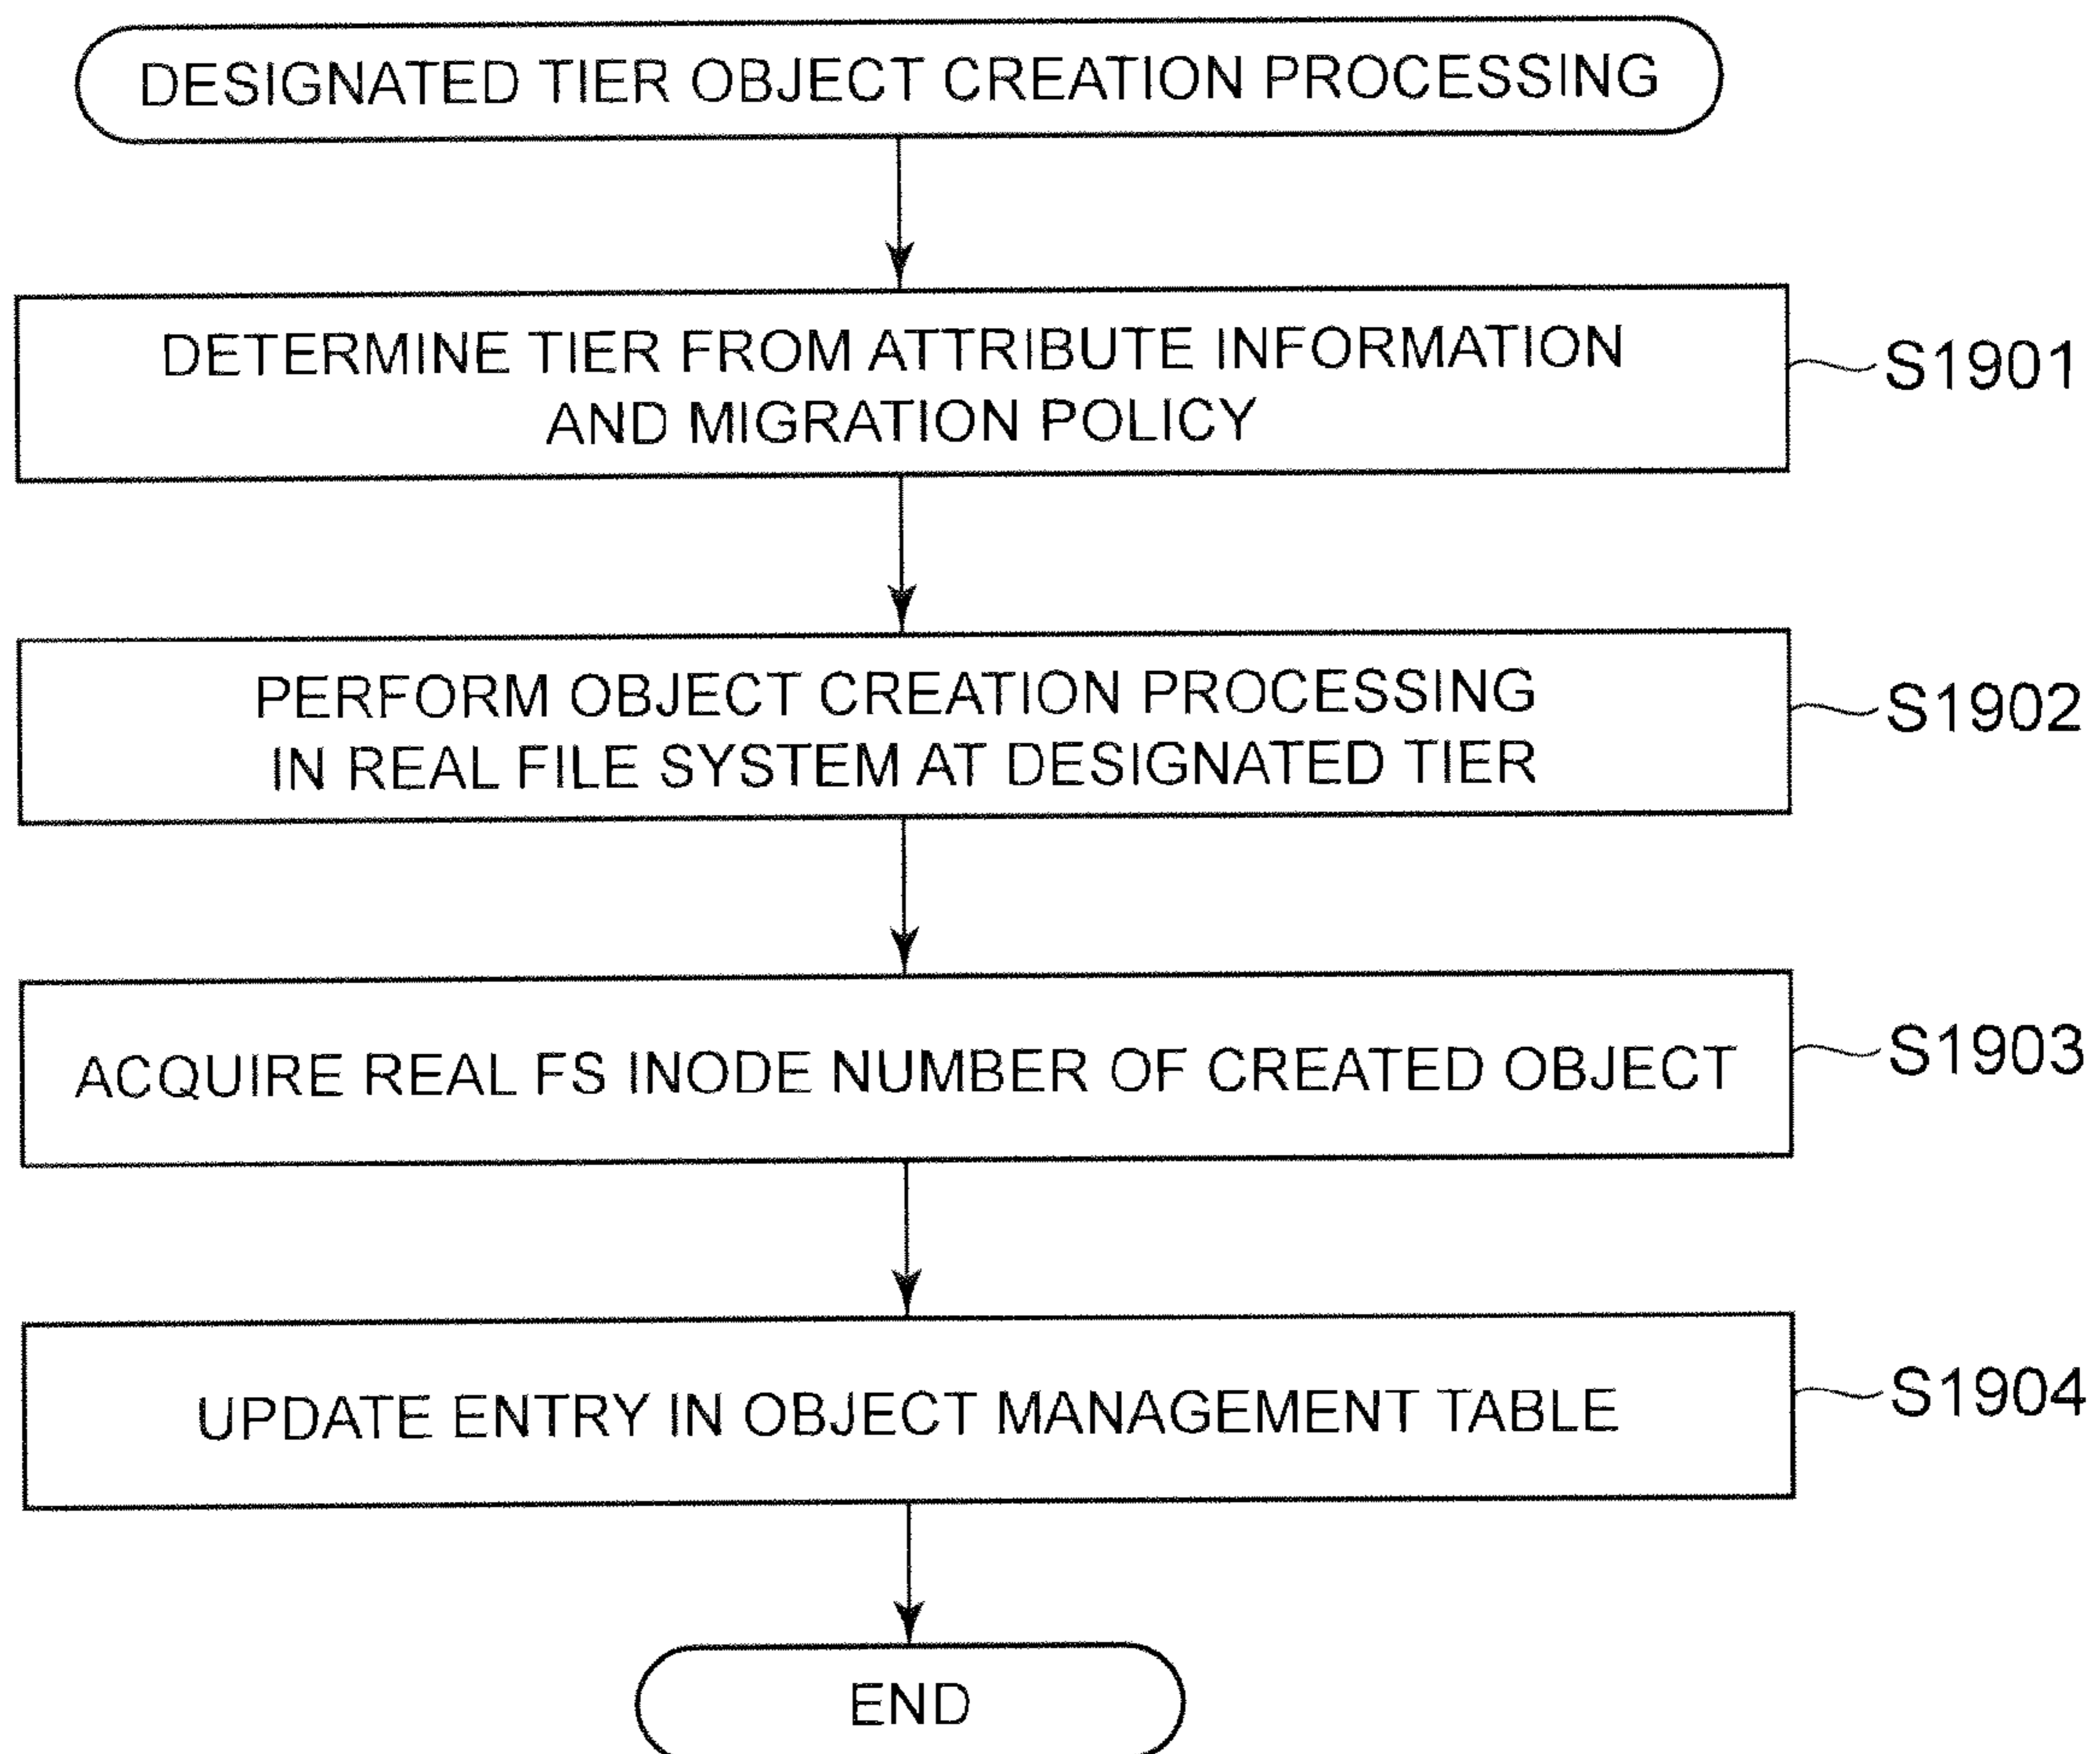 DESIGNATED TIER OBJECT CREATION PROCESSING
DETERMINE TIER FROM ATTRIBUTE INFORMATION
AND MIGRATION POLICY
S1901
PERFORM OBJECT CREATION PROCESSING
IN REAL FILE SYSTEM AT DESIGNATED TIER
S1902
ACQUIRE REAL FS INODE NUMBER OF CREATED OBJECT
S1903
UPDATE ENTRY IN OBJECT MANAGEMENT TABLE
S1904
END